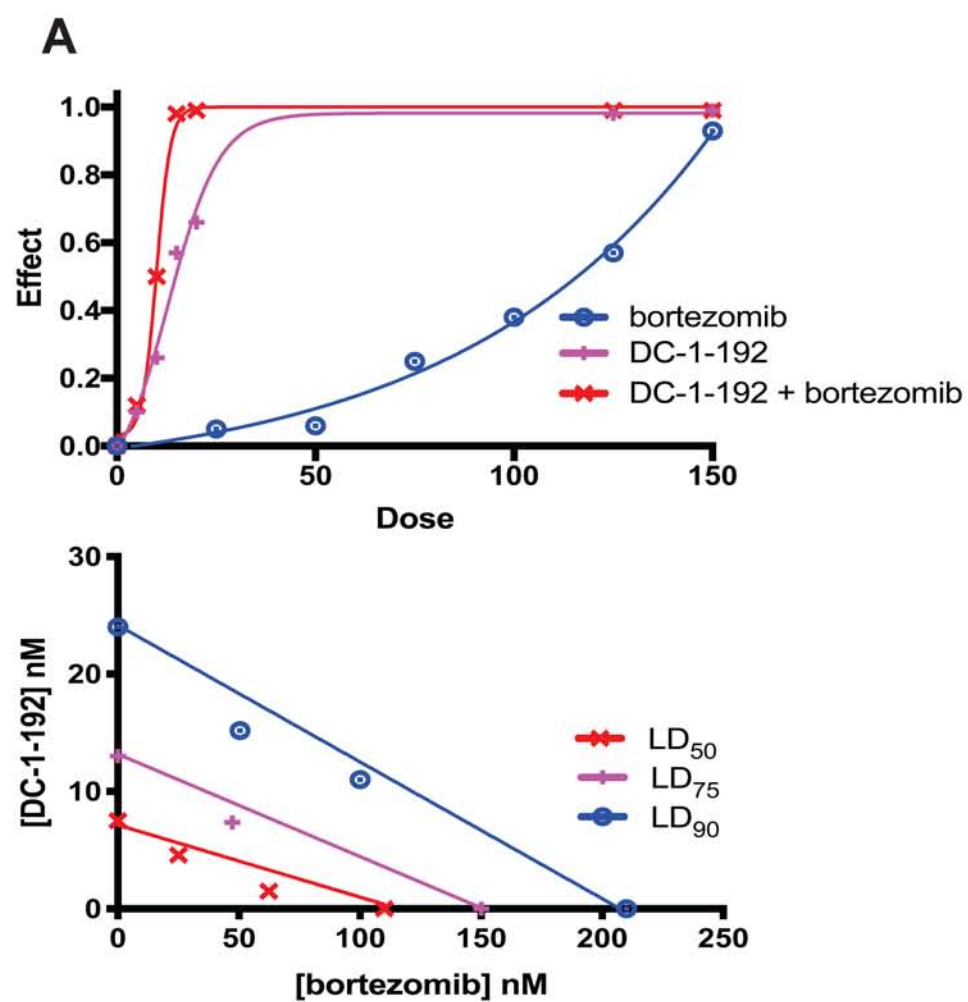 A
1.0
0.8
0.6
0.4
0.2
0.0
Effect
0 50 100 150
Dose
bortezomib
DC-1-192
DC-1-192 + bortezomib
30
20
10
0
[DC-1-192] nM
0 50 100 150 200 250
[bortezomib] nM
LD50
LD75
LD90